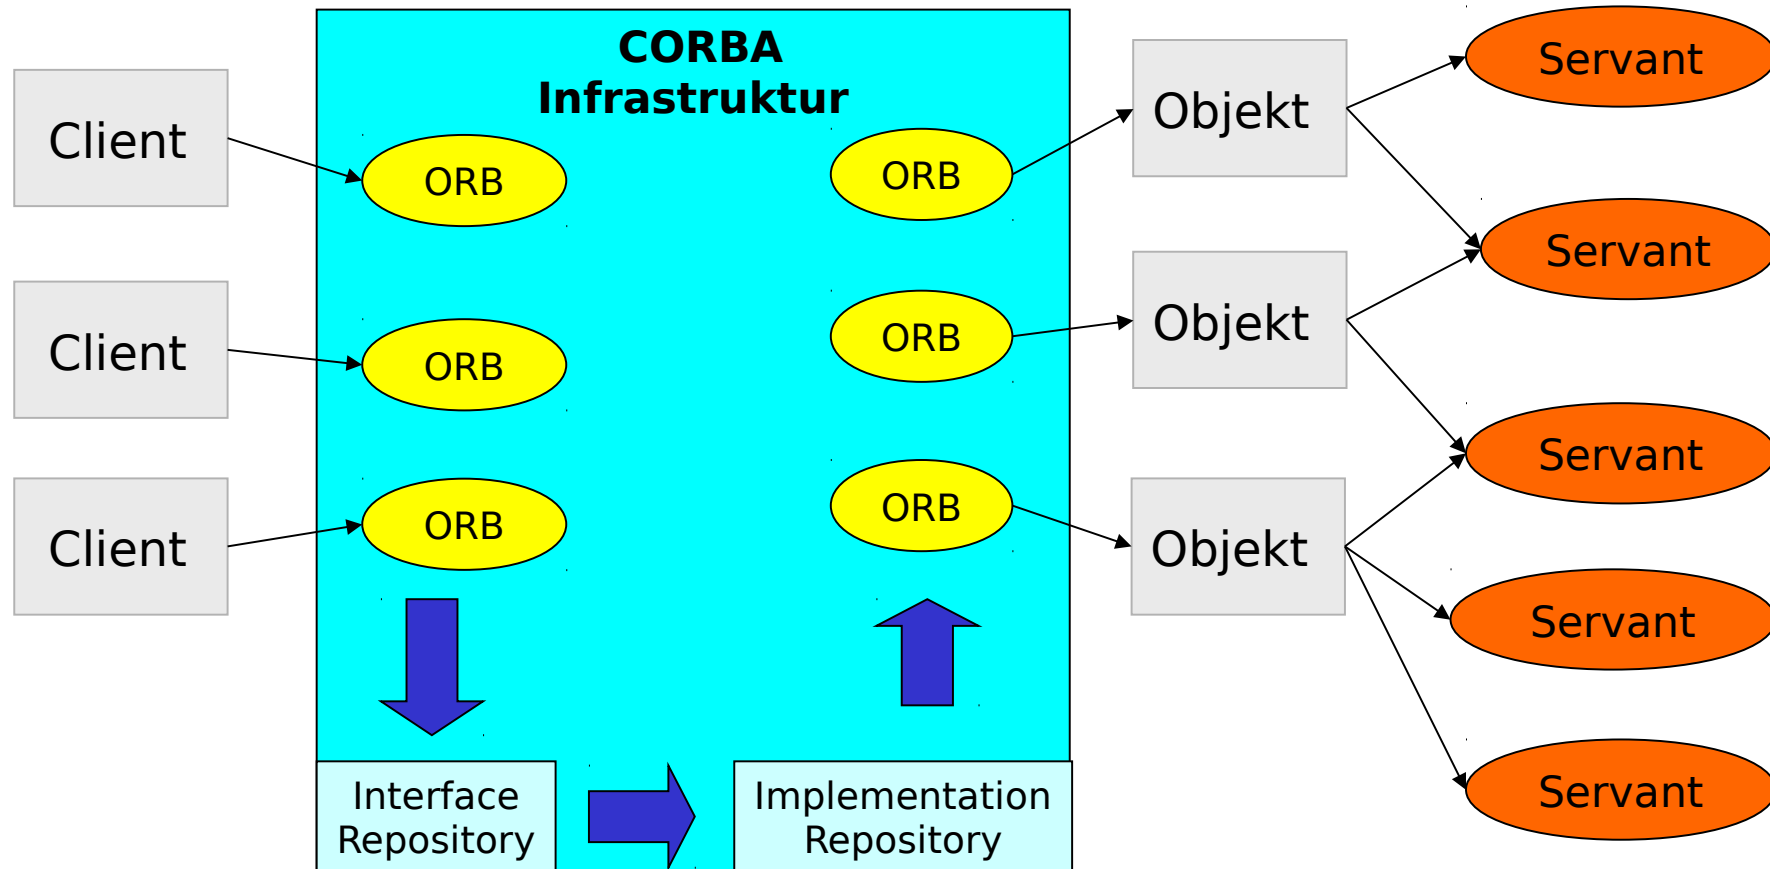 CORBA
Infrastruktur
Client
Client
Client
ORB
ORB
ORB
ORB
ORB
ORB
Interface
Repository
Implementation
Repository
Objekt
Objekt
Objekt
Servant
Servant
Servant
Servant
Servant